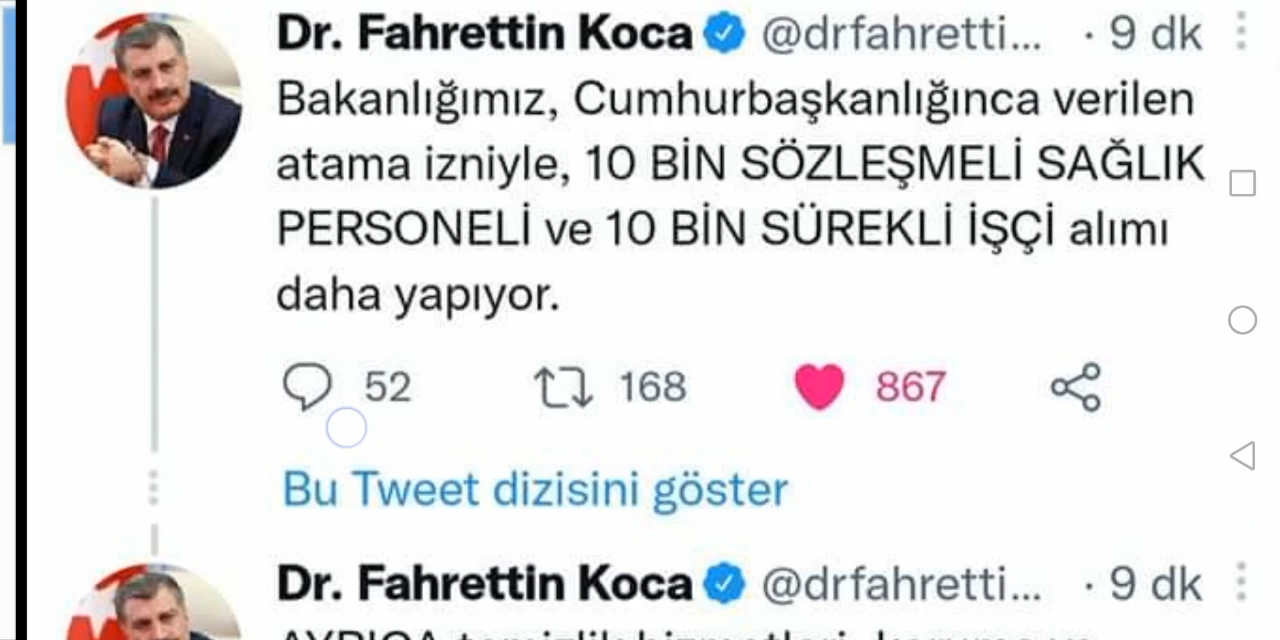 Dr. Fahrettin Koca @drfahretti... · 9 dk
Bakanlığımız, Cumhurbaşkanlığınca verilen
atama izniyle, 10 BİN SÖZLEŞMELİ SAĞLIK
PERSONELİ ve 10 BİN SÜREKLİ İŞÇİ alımı
daha yapıyor.
52 168 867
Bu Tweet dizisini göster
Dr. Fahrettin Koca @drfahretti... · 9 dk